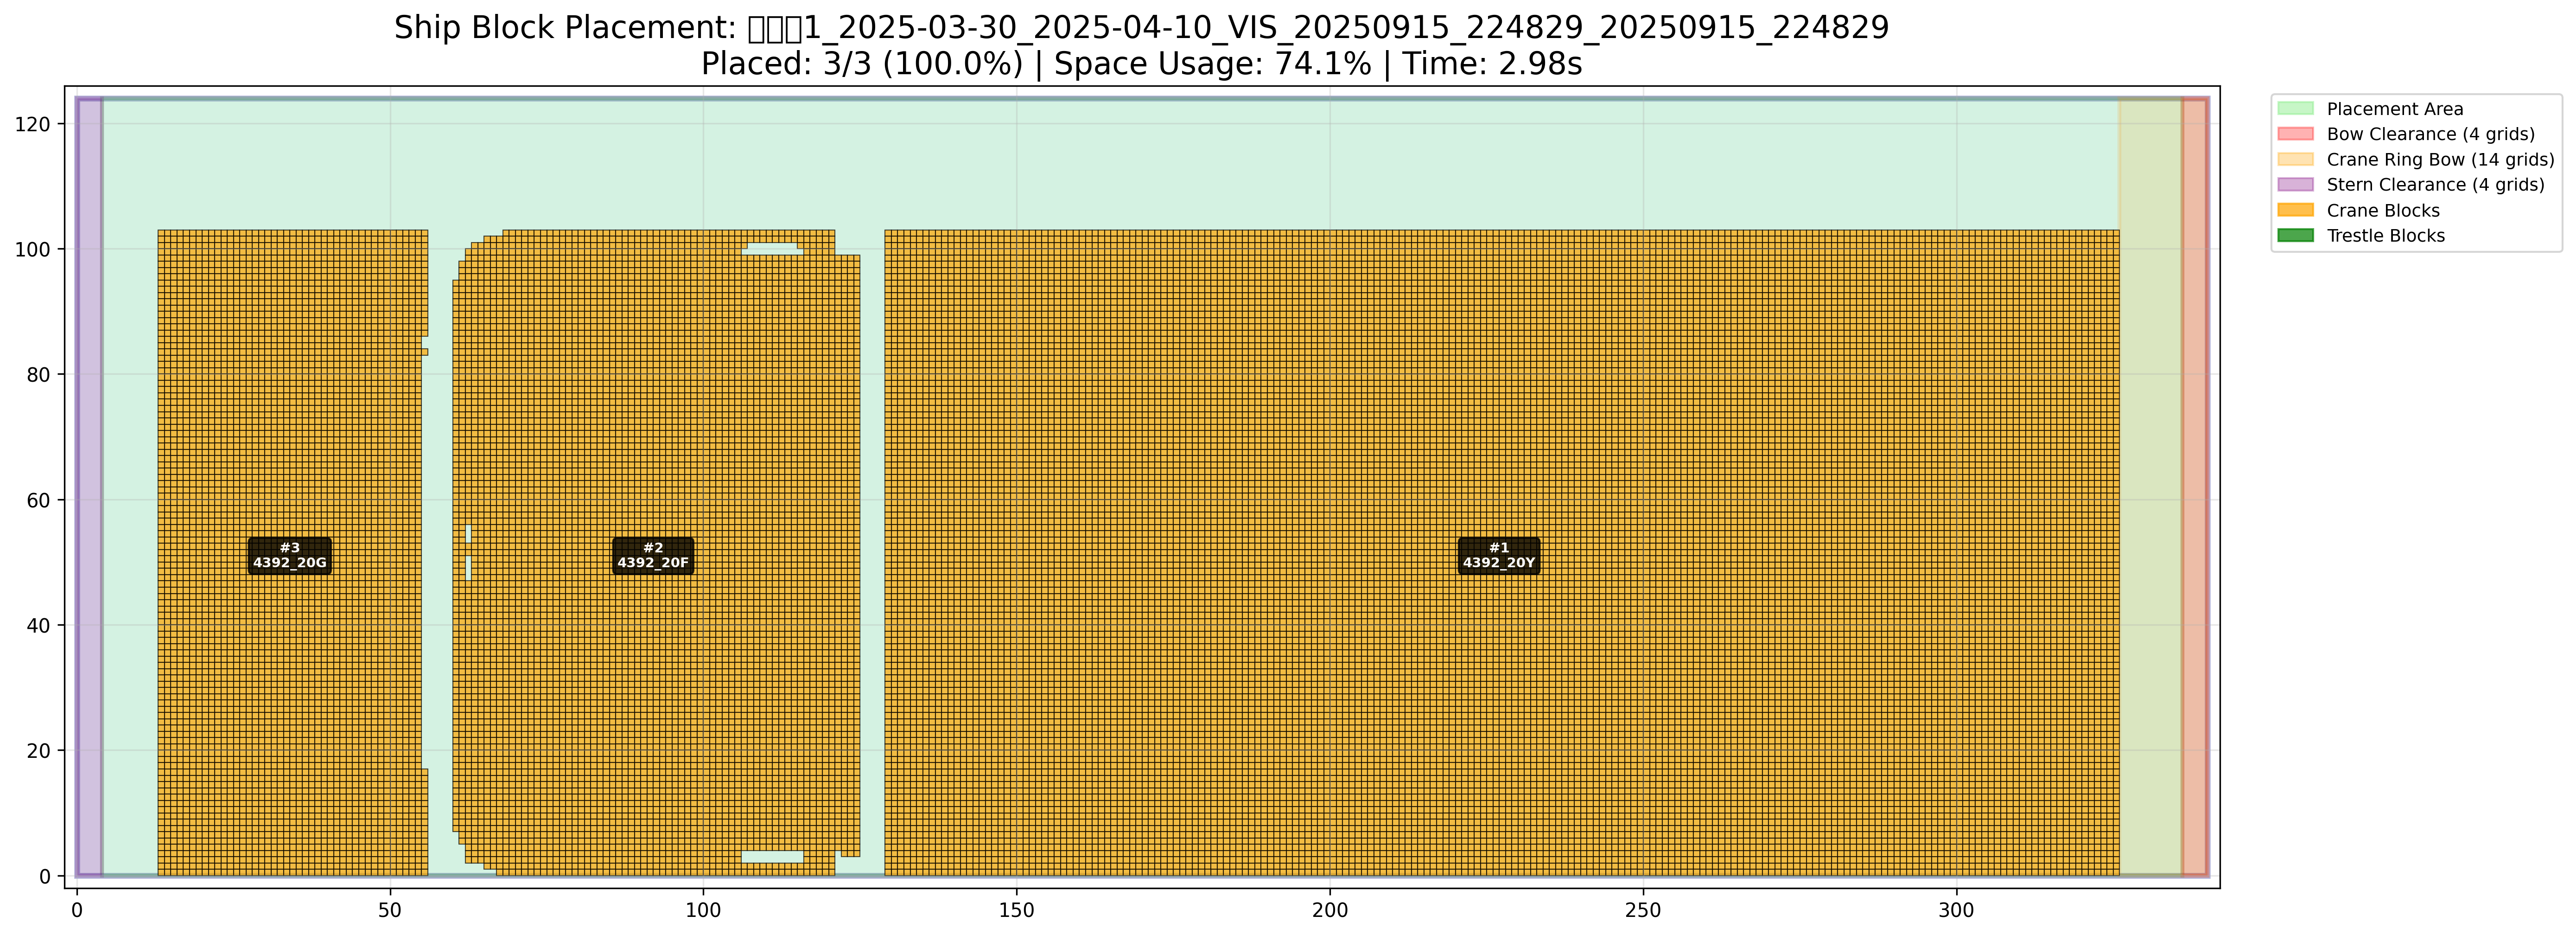 Ship Block Placement: □□□1_2025-03-30_2025-04-10_VIS_20250915_224829_20250915_224829
Placed: 3/3 (100.0%) | Space Usage: 74.1% | Time: 2.98s
120
100
80
60
40
20
0
0 50 100 150 200 250 300
#3
4392_20G
#2
4392_20F
#1
4392_20Y
Placement Area
Bow Clearance (4 grids)
Crane Ring Bow (14 grids)
Stern Clearance (4 grids)
Crane Blocks
Trestle Blocks